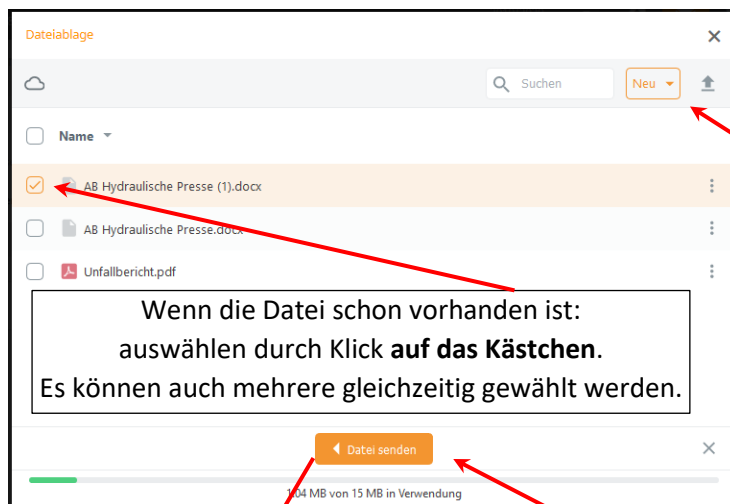 Dateiablage
Suchen
Neu
Name
AB Hydraulische Presse (1).docx
AB Hydraulische Presse.docx
Unfallbericht.pdf
Wenn die Datei schon vorhanden ist:
auswählen durch Klick auf das Kästchen.
Es können auch mehrere gleichzeitig gewählt werden.
Datei senden
1,04 MB von 15 MB in Verwendung